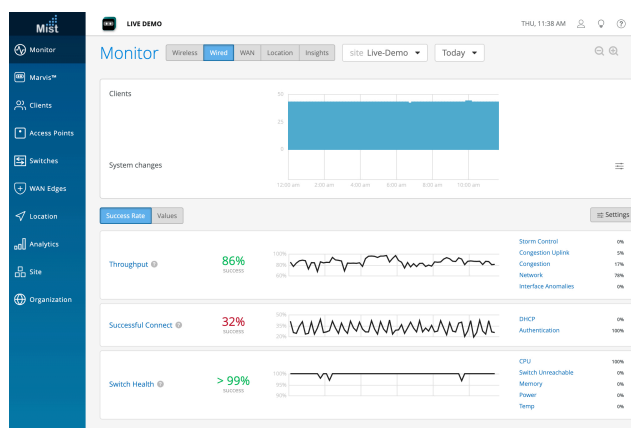 Mist
LIVE DEMO
THU, 11:38 AM
Monitor
Marvis™
Clients
Access Points
Switches
WAN Edges
Location
Analytics
Site
Organization
Monitor
Wireless Wired WAN Location Insights
site Live-Demo Today
Clients
50
25
0
System changes
12:00 am 2:00 am 4:00 am 6:00 am 8:00 am 10:00 am
Success Rate Values
Settings
Throughput
86%
success
100%
80%
60%
Storm Control 0%
Congestion Uplink 5%
Congestion 17%
Network 78%
Interface Anomalies 0%
Successful Connect
32%
success
50%
35%
20%
DHCP 0%
Authentication 100%
Switch Health
> 99%
success
100%
95%
90%
CPU 100%
Switch Unreachable 0%
Memory 0%
Power 0%
Temp 0%